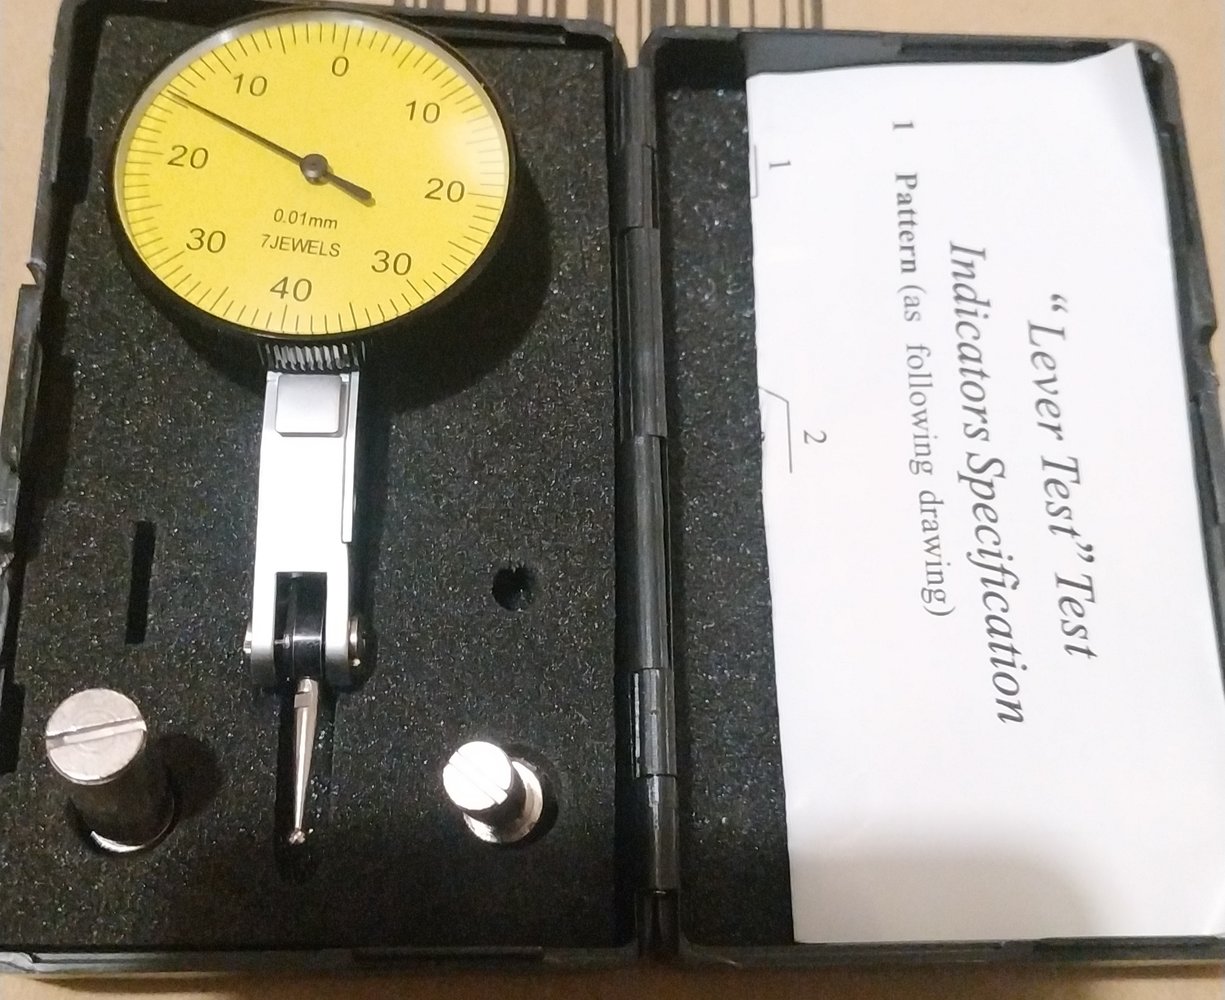 0
10
10
20
20
30
30
40
0.01mm
7JEWELS
“Lever Test” Test
Indicators Specification
1 Pattern (as following drawing)
1
2